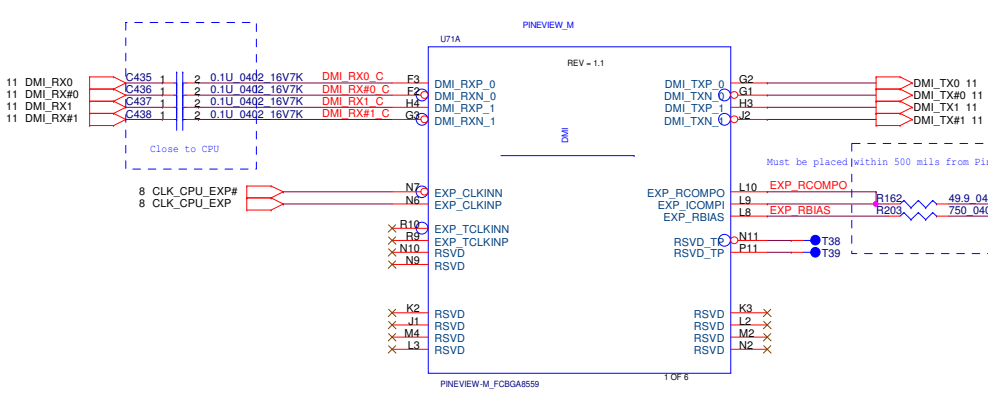 PINEVIEW_M
U71A
REV = 1.1
11 DMI_RX0 C435 1 2 0.1U_0402_16V7K DMI_RX0_C F3 DMI_RXP_0 DMI_TXP_0 G2 DMI_TX0 11
11 DMI_RX#0 C436 1 2 0.1U_0402_16V7K DMI_RX#0_C F2 DMI_RXN_0 DMI_TXN_0 G1 DMI_TX#0 11
11 DMI_RX1 C437 1 2 0.1U_0402_16V7K DMI_RX1_C H4 DMI_RXP_1 DMI_TXP_1 H3 DMI_TX1 11
11 DMI_RX#1 C438 1 2 0.1U_0402_16V7K DMI_RX#1_C G3 DMI_RXN_1 DMI_TXN_1 J2 DMI_TX#1 11
DMI
Close to CPU
Must be placed within 500 mils from Pi
8 CLK_CPU_EXP# N7 EXP_CLKINN EXP_RCOMPO L10 EXP_RCOMPO
8 CLK_CPU_EXP N6 EXP_CLKINP EXP_ICOMPI L9 R162 49.9_04
EXP_RBIAS L8 EXP_RBIAS R203 750_040
R10 EXP_TCLKINN
R9 EXP_TCLKINP RSVD_TP N11 T38
N10 RSVD RSVD_TP P11 T39
N9 RSVD
K2 RSVD RSVD K3
J1 RSVD RSVD L2
M4 RSVD RSVD M2
L3 RSVD RSVD N2
1 OF 6
PINEVIEW-M_FCBGA8559